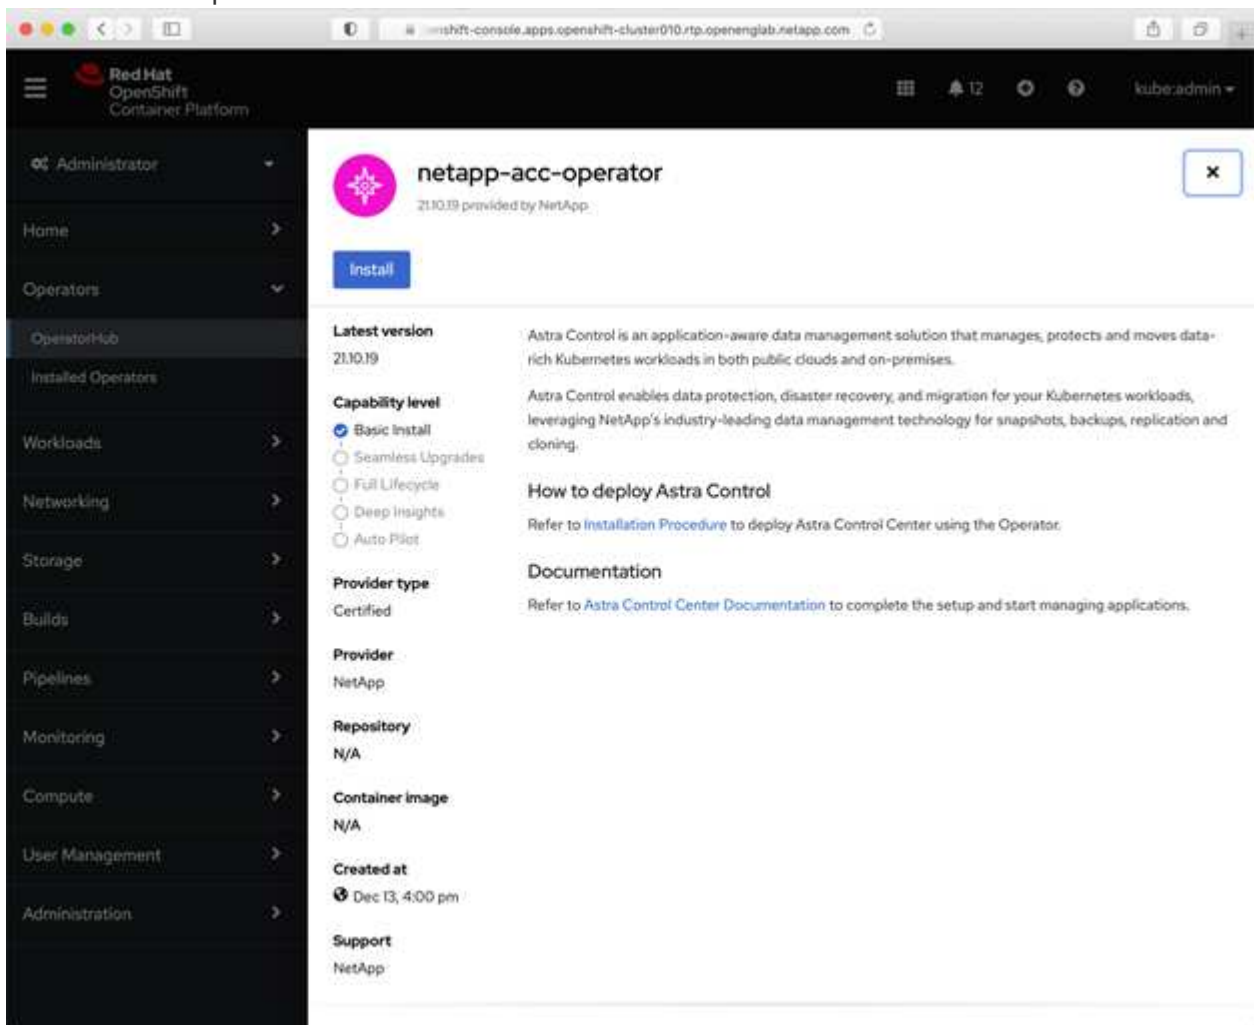 shift-console.apps.openshift-cluster010.rtp.openenglab.netapp.com
Red Hat
OpenShift
Container Platform
12
kube:admin
Administrator
Home
Operators
OperatorHub
Installed Operators
Workloads
Networking
Storage
Builds
Pipelines
Monitoring
Compute
User Management
Administration
netapp-acc-operator
21.10.19 provided by NetApp
Install
Latest version
21.10.19
Capability level
Basic Install
Seamless Upgrades
Full Lifecycle
Deep Insights
Auto Pilot
Provider type
Certified
Provider
NetApp
Repository
N/A
Container image
N/A
Created at
Dec 13, 4:00 pm
Support
NetApp
Astra Control is an application-aware data management solution that manages, protects and moves data-
rich Kubernetes workloads in both public clouds and on-premises.
Astra Control enables data protection, disaster recovery, and migration for your Kubernetes workloads,
leveraging NetApp's industry-leading data management technology for snapshots, backups, replication and
cloning.
How to deploy Astra Control
Refer to Installation Procedure to deploy Astra Control Center using the Operator.
Documentation
Refer to Astra Control Center Documentation to complete the setup and start managing applications.